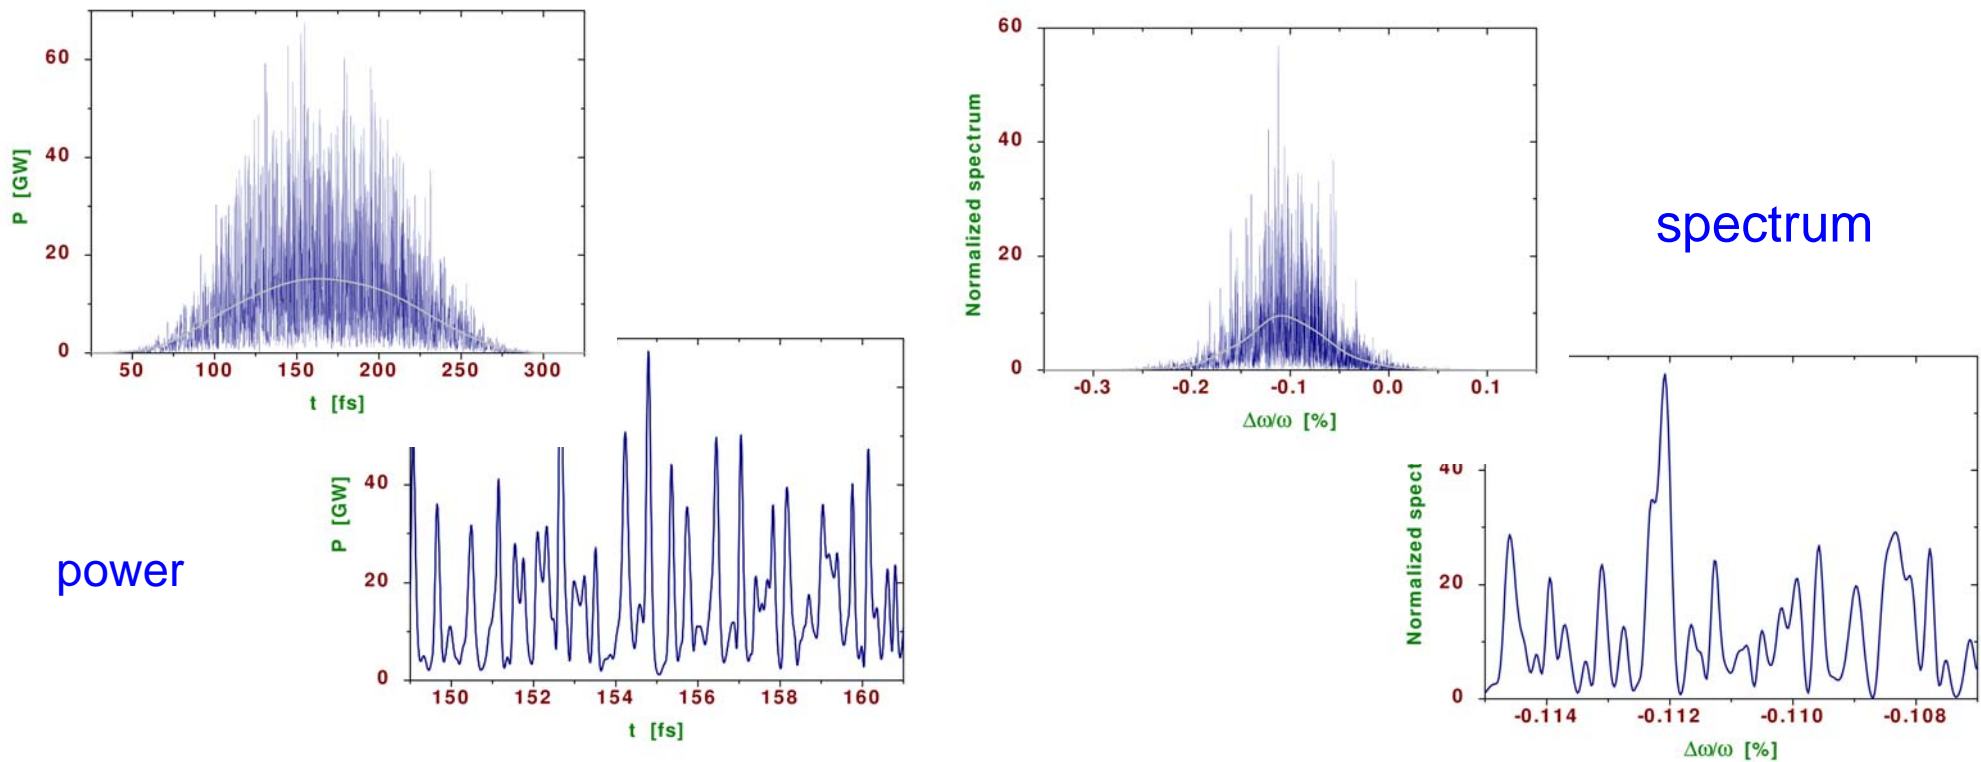 60
40
20
0
P [GW]
50 100 150 200 250 300
t [fs]
60
40
20
0
Normalized spectrum
-0.3 -0.2 -0.1 0.0 0.1
Δω/ω [%]
spectrum
power
40
20
0
P [GW]
150 152 154 156 158 160
t [fs]
40
20
0
Normalized spect
-0.114 -0.112 -0.110 -0.108
Δω/ω [%]